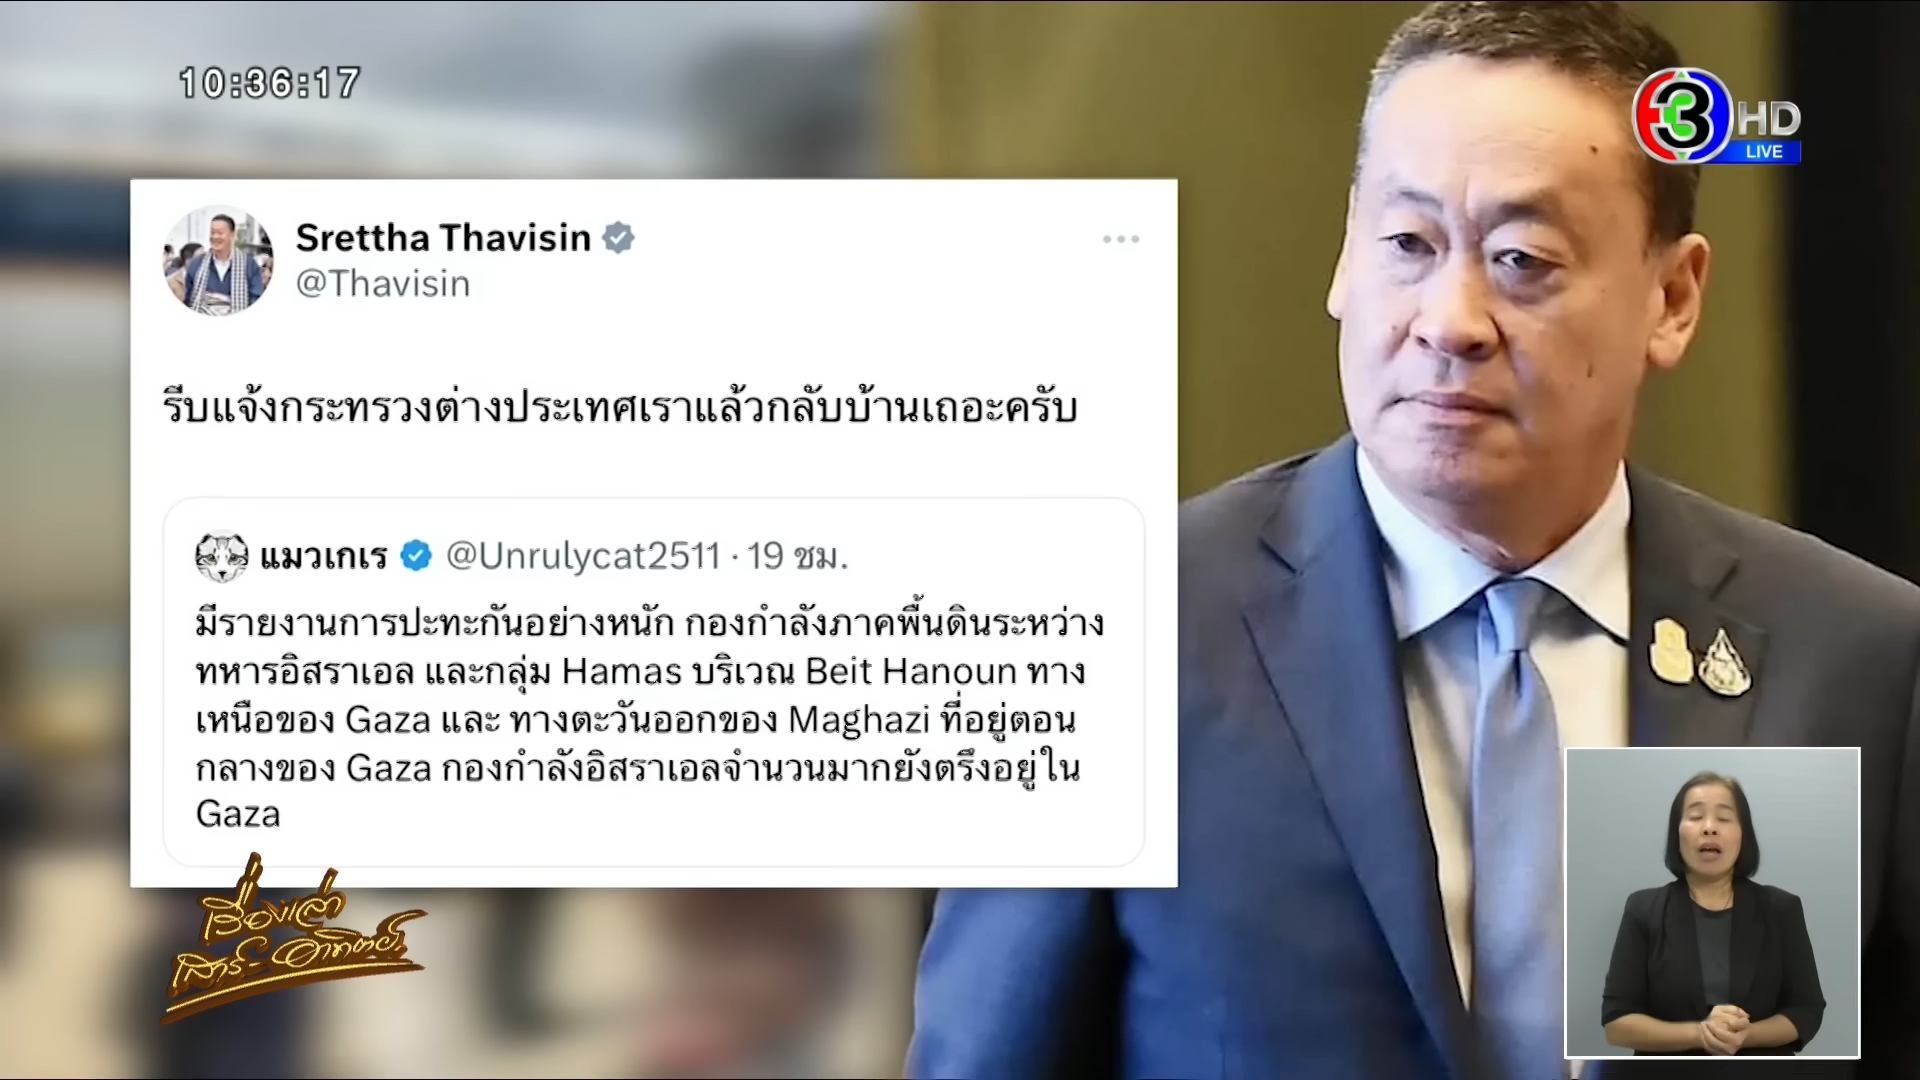 10:36:17
3 HD
LIVE
Srettha Thavisin
@Thavisin
รีบแจ้งกระทรวงต่างประเทศเราแล้วกลับบ้านเถอะครับ
แมวเกเร @Unrulycat2511 · 19 ชม.
มีรายงานการปะทะกันอย่างหนัก กองกำลังภาคพื้นดินระหว่าง
ทหารอิสราเอล และกลุ่ม Hamas บริเวณ Beit Hanoun ทาง
เหนือของ Gaza และ ทางตะวันออกของ Maghazi ที่อยู่ตอน
กลางของ Gaza กองกำลังอิสราเอลจำนวนมากยังตรึงอยู่ใน
Gaza
เรื่องเล่า
เสาร์-อาทิตย์